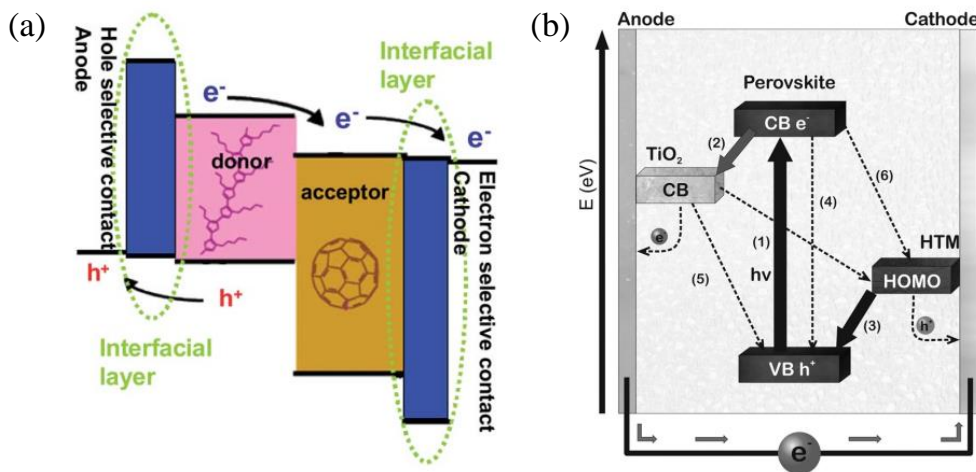 (a)
Hole selective contact
Anode
Interfacial
layer
e-
e-
e-
donor
acceptor
Cathode
Electron selective contact
h+
h+
Interfacial
layer
(b)
Anode
Cathode
E (eV)
Perovskite
CB e-
(2)
TiO2
CB
(6)
(4)
e
(1)
HTM
hν
HOMO
(5)
(3)
h+
VB h+
e-